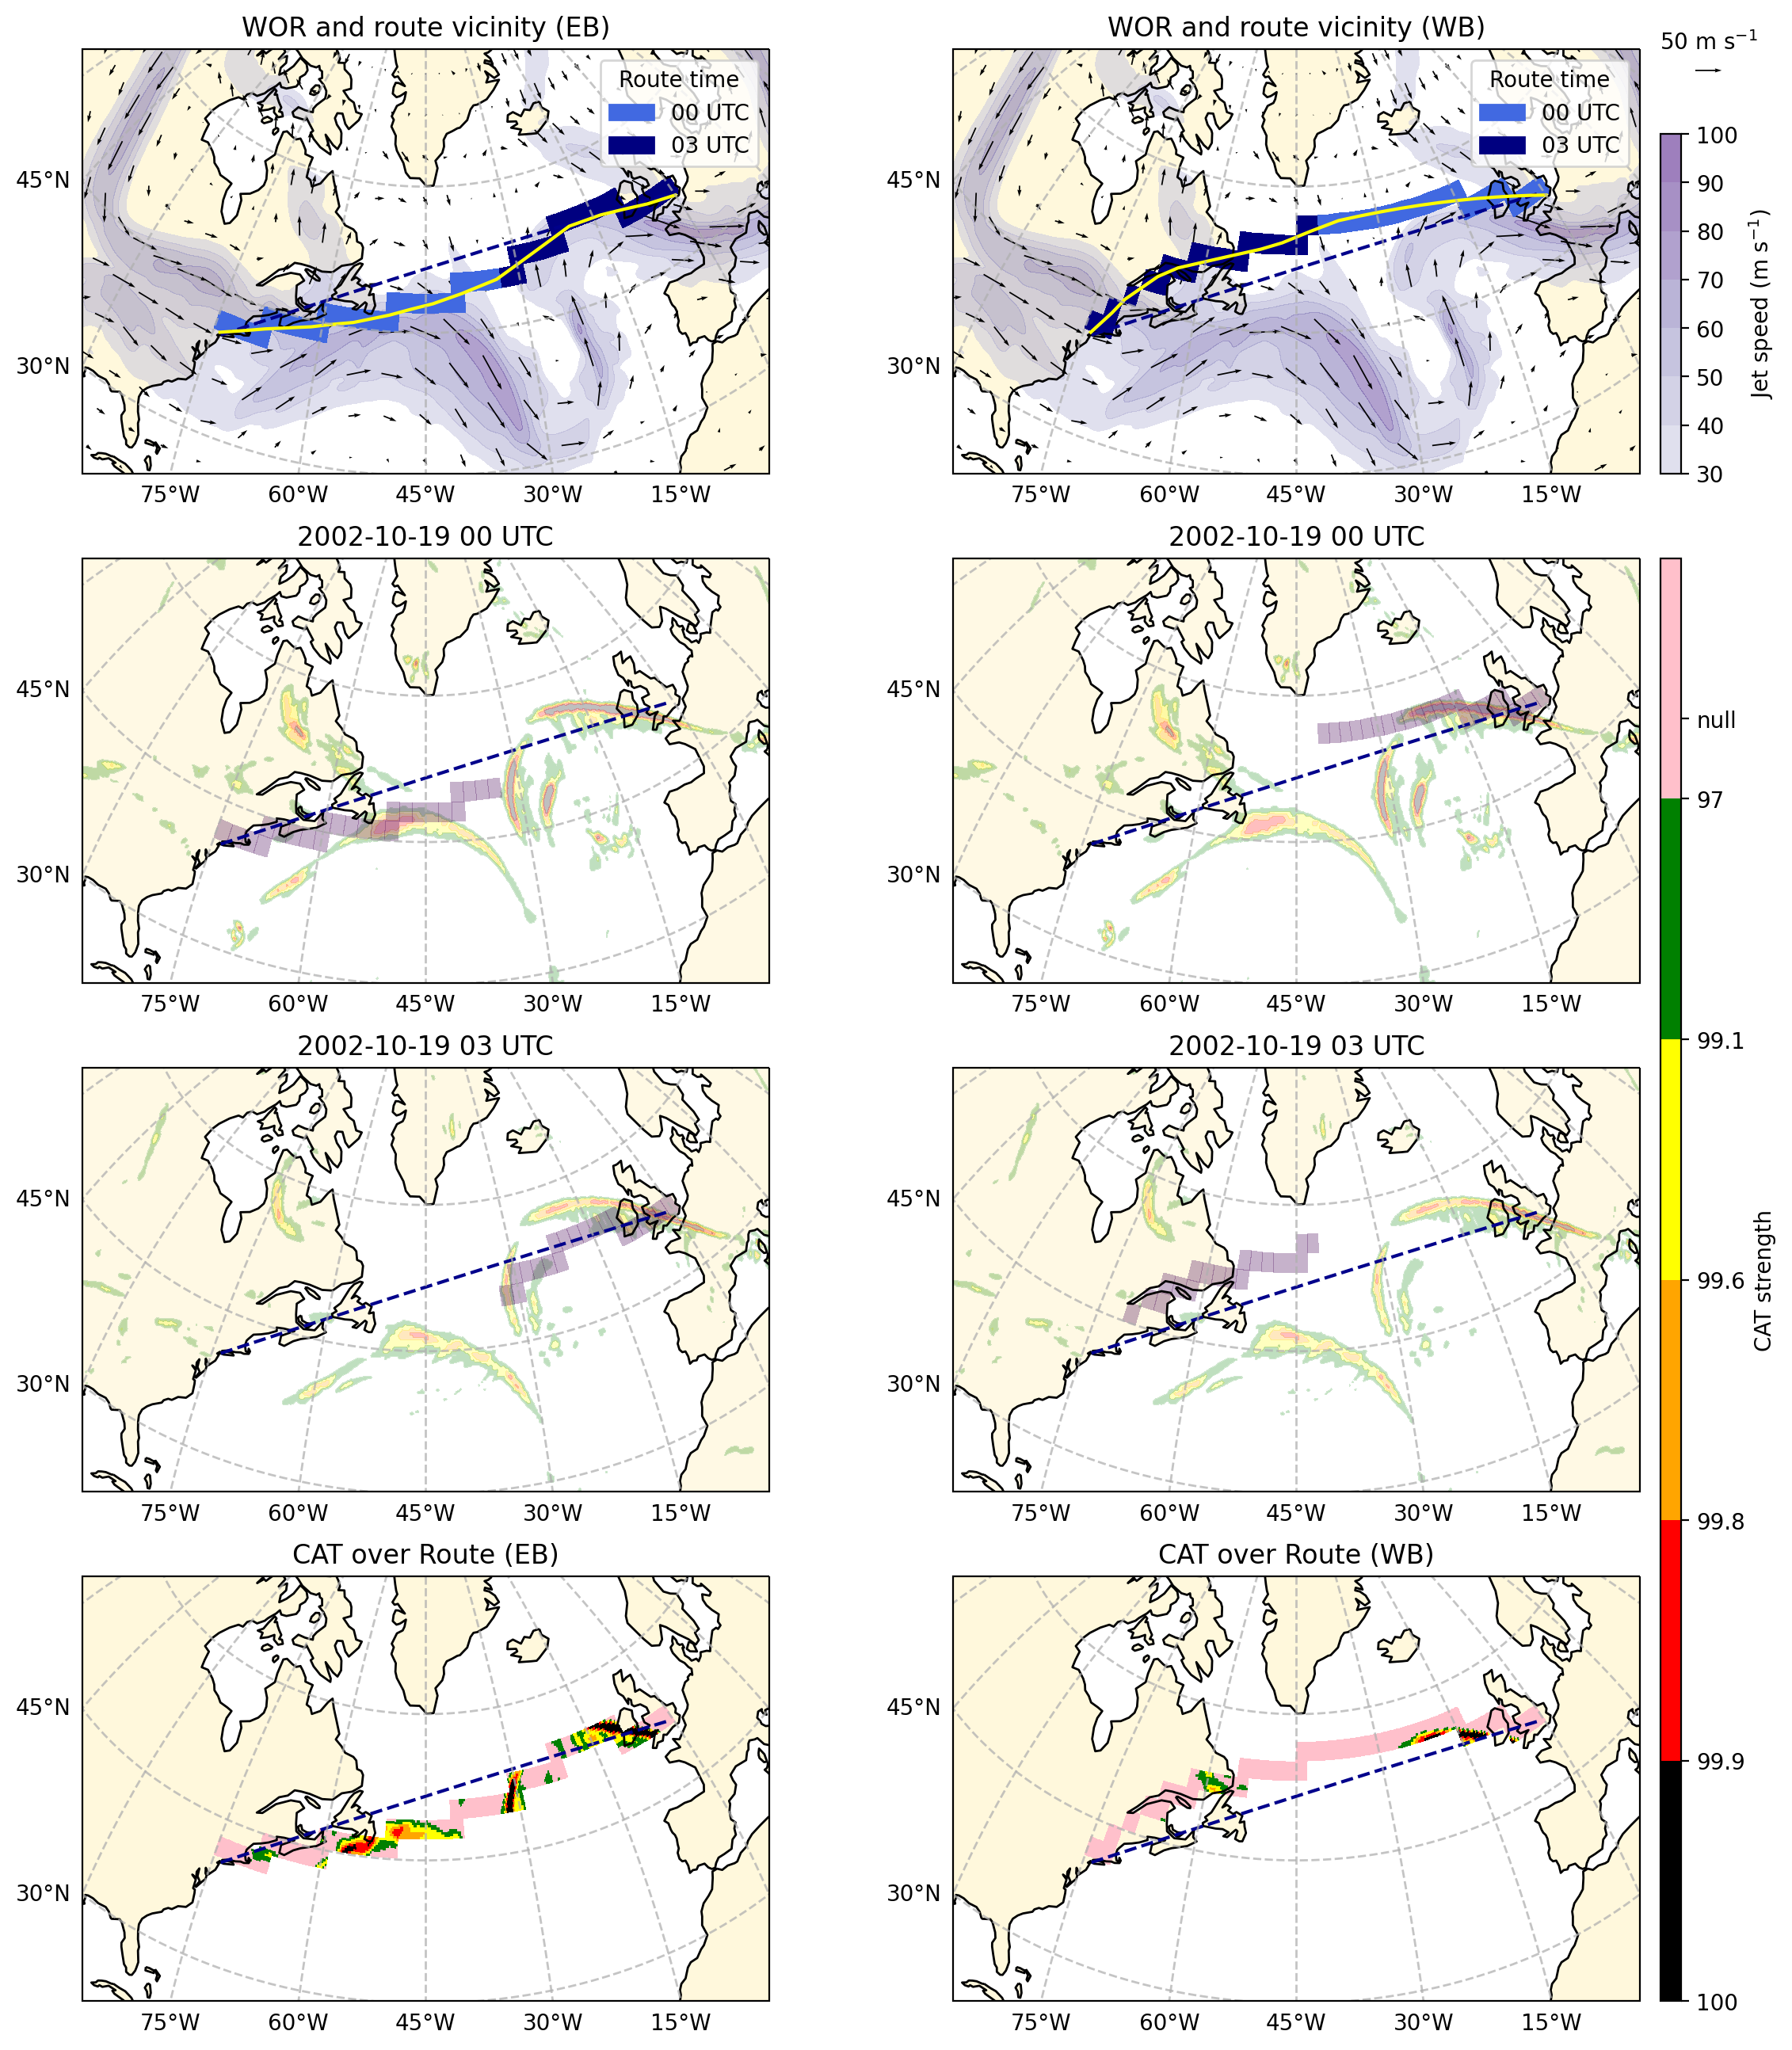 WOR and route vicinity (EB)
WOR and route vicinity (WB)
50 m s⁻¹
Route time
00 UTC
03 UTC
Route time
00 UTC
03 UTC
45°N
30°N
75°W 60°W 45°W 30°W 15°W
45°N
30°N
75°W 60°W 45°W 30°W 15°W
100
90
80
70
60
50
40
30
Jet speed (m s⁻¹)
2002-10-19 00 UTC
2002-10-19 00 UTC
45°N
30°N
75°W 60°W 45°W 30°W 15°W
45°N
30°N
75°W 60°W 45°W 30°W 15°W
2002-10-19 03 UTC
2002-10-19 03 UTC
45°N
30°N
75°W 60°W 45°W 30°W 15°W
45°N
30°N
75°W 60°W 45°W 30°W 15°W
CAT over Route (EB)
CAT over Route (WB)
45°N
30°N
75°W 60°W 45°W 30°W 15°W
45°N
30°N
75°W 60°W 45°W 30°W 15°W
null
97
99.1
99.6
99.8
99.9
100
CAT strength